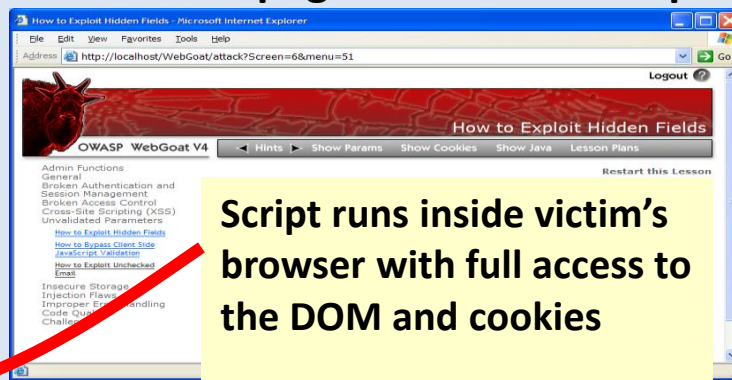 How to Exploit Hidden Fields - Microsoft Internet Explorer
File Edit View Favorites Tools Help
Address http://localhost/WebGoat/attack?Screen=6&menu=51 Go
Logout ?
How to Exploit Hidden Fields
OWASP WebGoat V4 Hints Show Params Show Cookies Show Java Lesson Plans
Restart this Lesson
Admin Functions
General
Broken Authentication and
Session Management
Broken Access Control
Cross-Site Scripting (XSS)
Unvalidated Parameters
How to Exploit Hidden Fields
How to Bypass Client Side
JavaScript Validation
How to Exploit Unchecked
Email
Insecure Storage
Injection Flaws
Improper Error Handling
Code
Script runs inside victim's
browser with full access to
the DOM and cookies